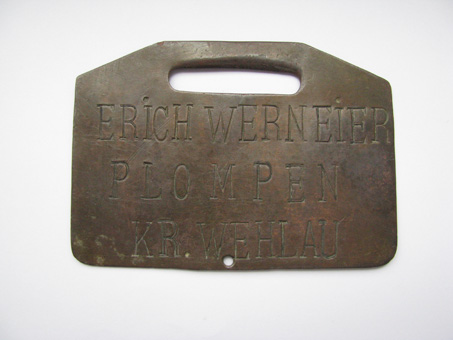 ERICH WERNEIER
PLOMPEN
KR. WEHLAU